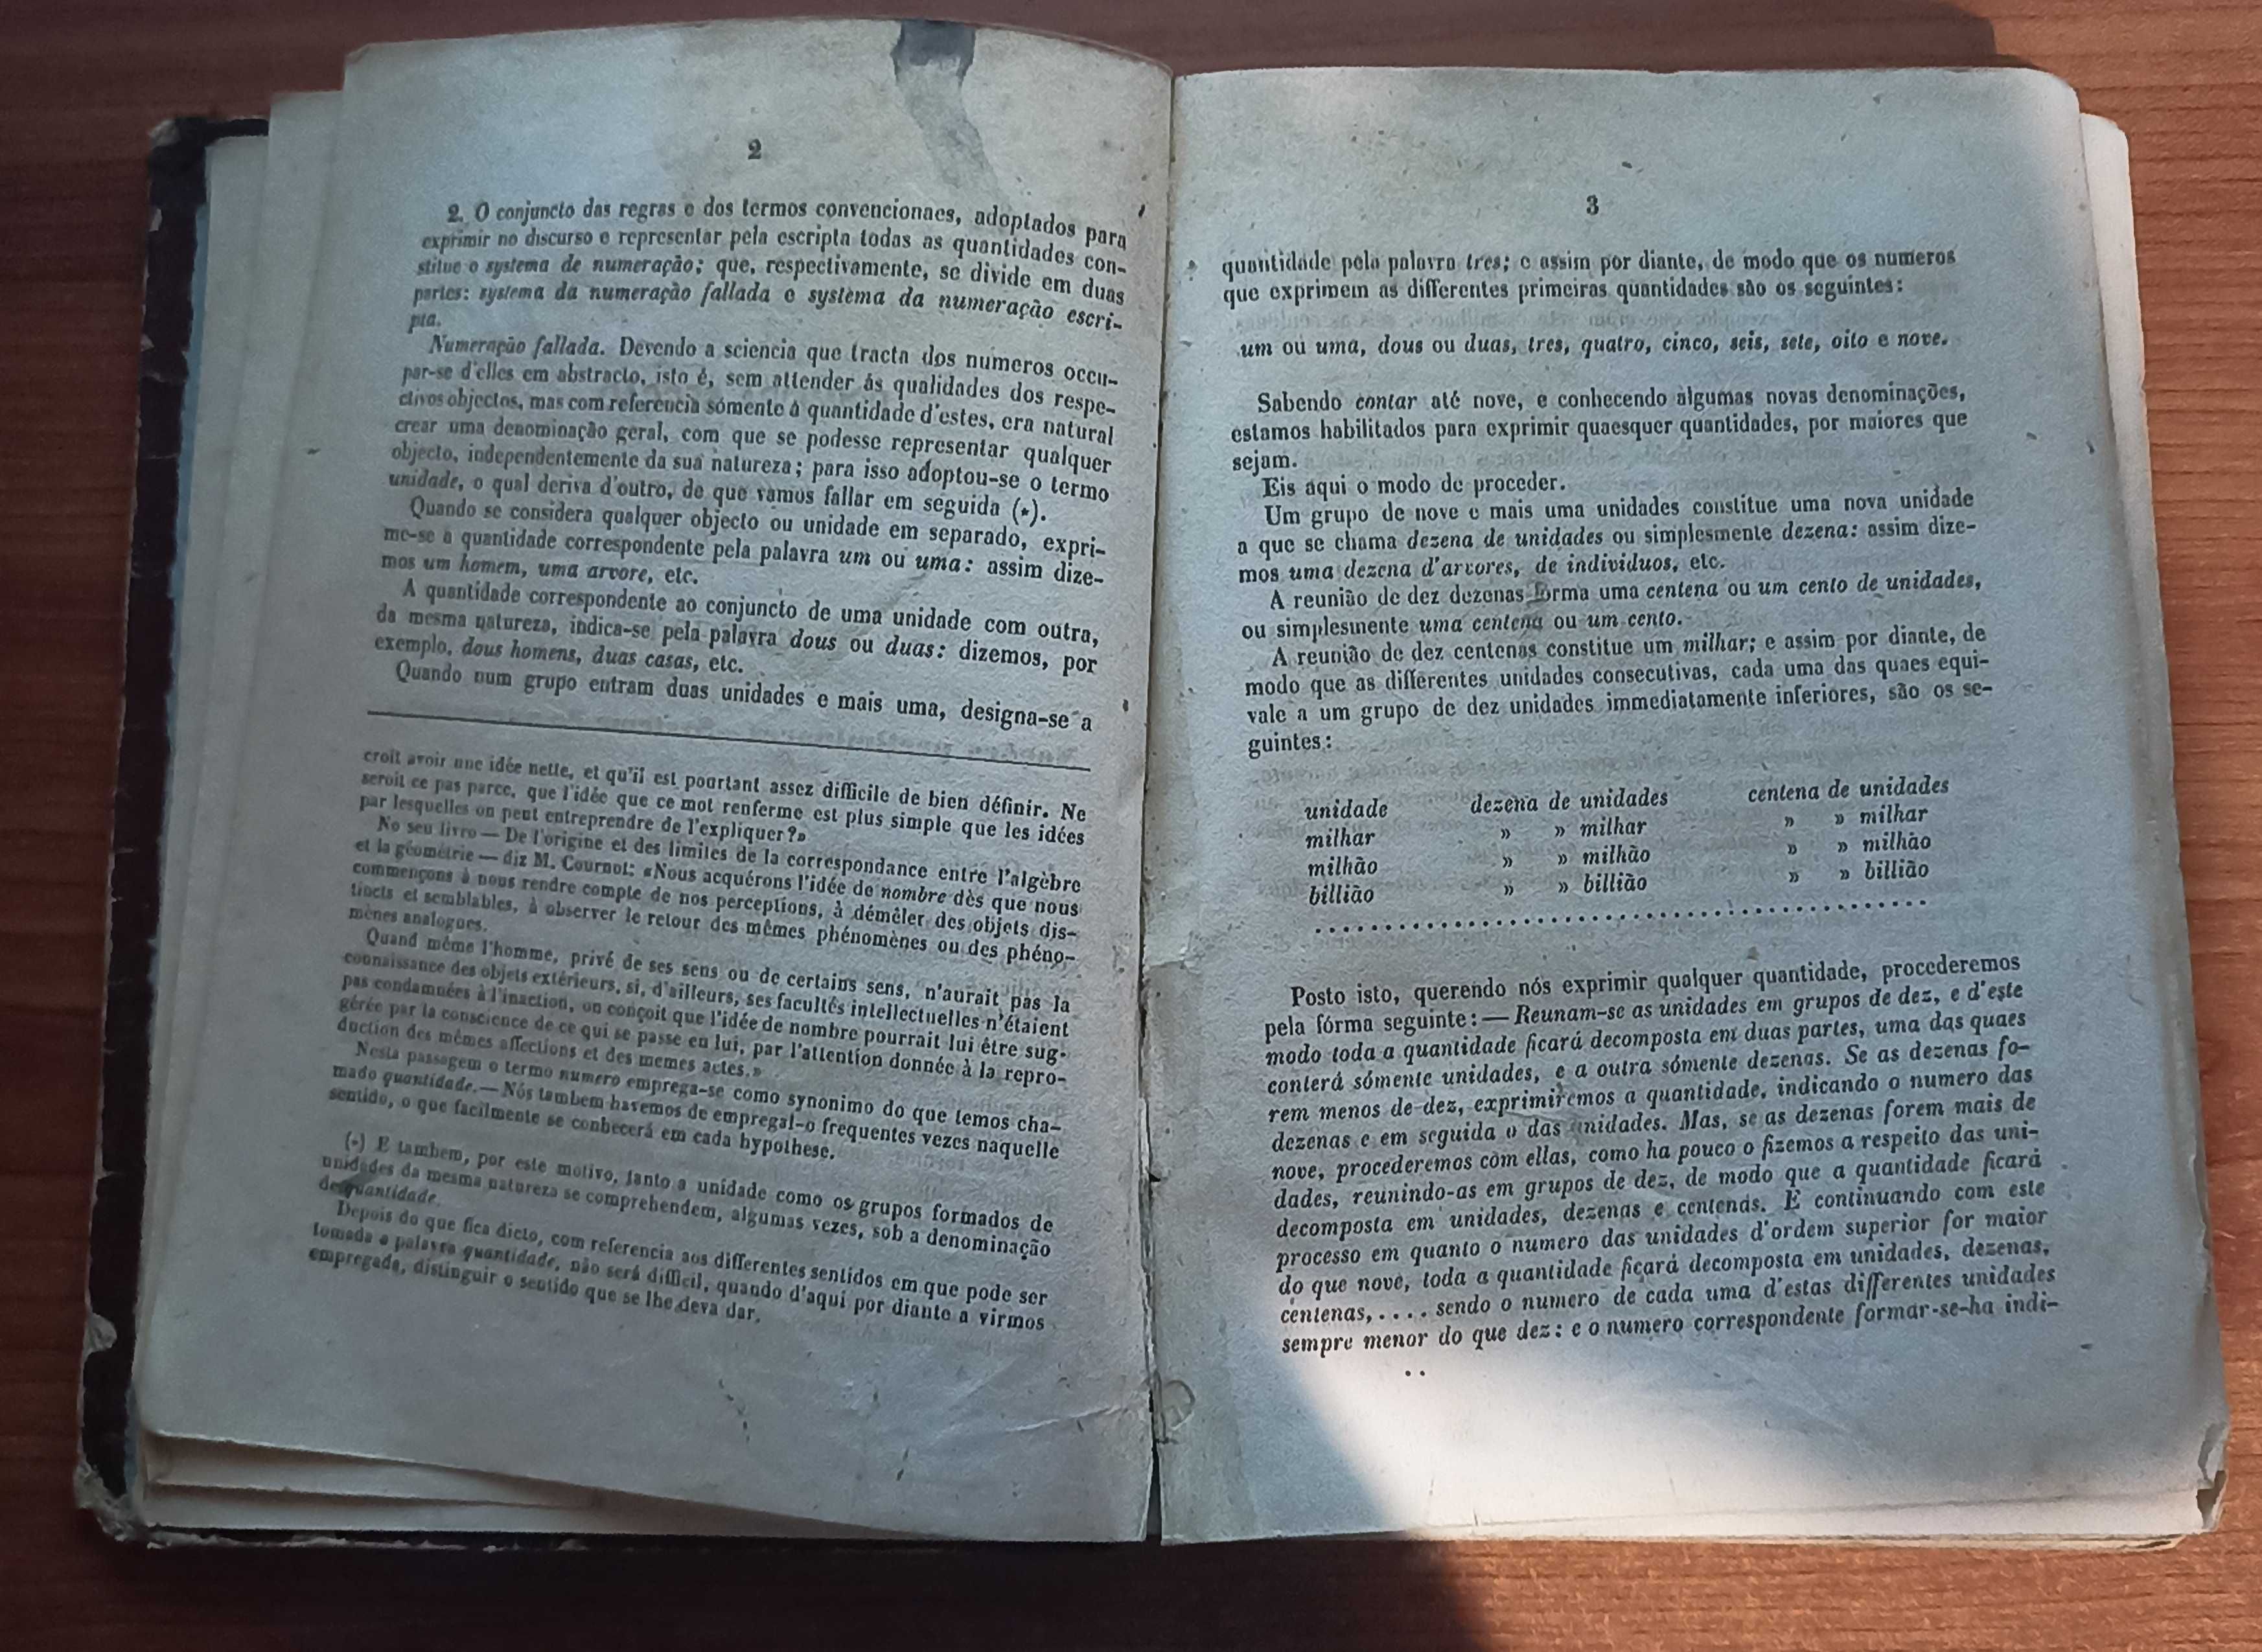 2
2. O conjuncto das regras e dos termos convencionaes, adoptados para
exprimir no discurso e representar pela escripta todas as quantidades con-
stitue o systema de numeração; que, respectivamente, se divide em duas
partes: systema da numeração fallada e systema da numeração escri-
pta.
Numeração fallada. Devendo a sciencia que tracta dos numeros occu-
par-se d'elles em abstracto, isto é, sem attender ás qualidades dos respe-
ctivos objectos, mas com referencia sómente á quantidade d'estes, era natural
crear uma denominação geral, com que se podesse representar qualquer
objecto, independentemente da sua natureza; para isso adoptou-se o termo
unidade, o qual deriva d'outro, de que vamos fallar em seguida (*).
Quando se considera qualquer objecto ou unidade em separado, expri-
me-se a quantidade correspondente pela palavra um ou uma: assim dize-
mos um homem, uma arvore, etc.
A quantidade correspondente ao conjuncto de uma unidade com outra,
da mesma natureza, indica-se pela palavra dous ou duas: dizemos, por
exemplo, dous homens, duas casas, etc.
Quando num grupo entram duas unidades e mais uma, designa-se a
croit avoir une idée nette, et qu'il est pourtant assez difficile de bien définir. Ne
seroit ce pas parce, que l'idée que ce mot renferme est plus simple que les idées
par lesquelles on peut entreprendre de l'expliquer?»
No seu livro — De l'origine et des limites de la correspondance entre l'algèbre
et la géométrie — diz M. Cournot: «Nous acquérons l'idée de nombre dès que nous
commençons à nous rendre compte de nos perceptions, à démêler des objets dis-
tincts et semblables, à observer le retour des mêmes phénomènes ou des phéno-
mènes analogues.
Quand même l'homme, privé de ses sens ou de certains sens, n'aurait pas la
connaissance des objets extérieurs, si, d'ailleurs, ses facultés intellectuelles n'étaient
pas condamnées à l'inaction, on conçoit que l'idée de nombre pourrait lui être sug-
gérée par la conscience de ce qui se passe en lui, par l'attention donnée à la repro-
duction des mêmes affections et des memes actes.»
Nesta passagem o termo numero emprega-se como synonimo do que temos cha-
mado quantidade.— Nós tambem havemos de empregal-o frequentes vezes naquelle
sentido, o que facilmente se conhecerá em cada hypothese.
(*) E tambem, por este motivo, tanto a unidade como os grupos formados de
unidades da mesma natureza se comprehendem, algumas vezes, sob a denominação
de quantidade.
Depois do que fica dicto, com referencia aos differentes sentidos em que pode ser
tomada a palavra quantidade, não será difficil, quando d'aqui por diante a virmos
empregada, distinguir o sentido que se lhe deva dar.
3
quantidade pela palavra tres; e assim por diante, de modo que os numeros
que exprimem as differentes primeiras quantidades são os seguintes:
um ou uma, dous ou duas, tres, quatro, cinco, seis, sete, oito e nove.
Sabendo contar até nove, e conhecendo algumas novas denominações,
estamos habilitados para exprimir quaesquer quantidades, por maiores que
sejam.
Eis aqui o modo de proceder.
Um grupo de nove e mais uma unidades constitue uma nova unidade
a que se chama dezena de unidades ou simplesmente dezena: assim dize-
mos uma dezena d'arvores, de individuos, etc.
A reunião de dez dezenas forma uma centena ou um cento de unidades,
ou simplesmente uma centena ou um cento.
A reunião de dez centenas constitue um milhar; e assim por diante, de
modo que as differentes unidades consecutivas, cada uma das quaes equi-
vale a um grupo de dez unidades immediatamente inferiores, são os se-
guintes:
unidade dezena de unidades centena de unidades
milhar » » milhar » » milhar
milhão » » milhão » » milhão
billião » » billião » » billião
. . . . . . . . . . . . . . . . . . . . . . . . . . . . . . . . . . . . . . . . . . .
Posto isto, querendo nós exprimir qualquer quantidade, procederemos
pela fórma seguinte: — Reunam-se as unidades em grupos de dez, e d'este
modo toda a quantidade ficará decomposta em duas partes, uma das quaes
conterá sómente unidades, e a outra sómente dezenas. Se as dezenas fo-
rem menos de dez, exprimiremos a quantidade, indicando o numero das
dezenas e em seguida o das unidades. Mas, se as dezenas forem mais de
nove, procederemos com ellas, como ha pouco o fizemos a respeito das uni-
dades, reunindo-as em grupos de dez, de modo que a quantidade ficará
decomposta em unidades, dezenas e centenas. E continuando com este
processo em quanto o numero das unidades d'ordem superior for maior
do que nove, toda a quantidade ficará decomposta em unidades, dezenas,
centenas, . . . . sendo o numero de cada uma d'estas differentes unidades
sempre menor do que dez: e o numero correspondente formar-se-ha indi-
. .